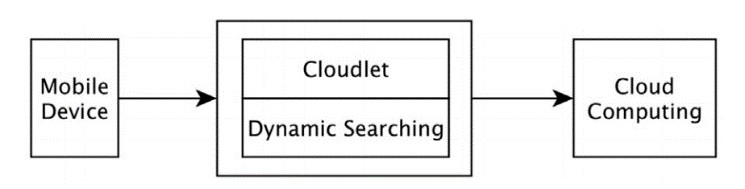 Mobile
Device
Cloudlet
Dynamic Searching
Cloud
Computing